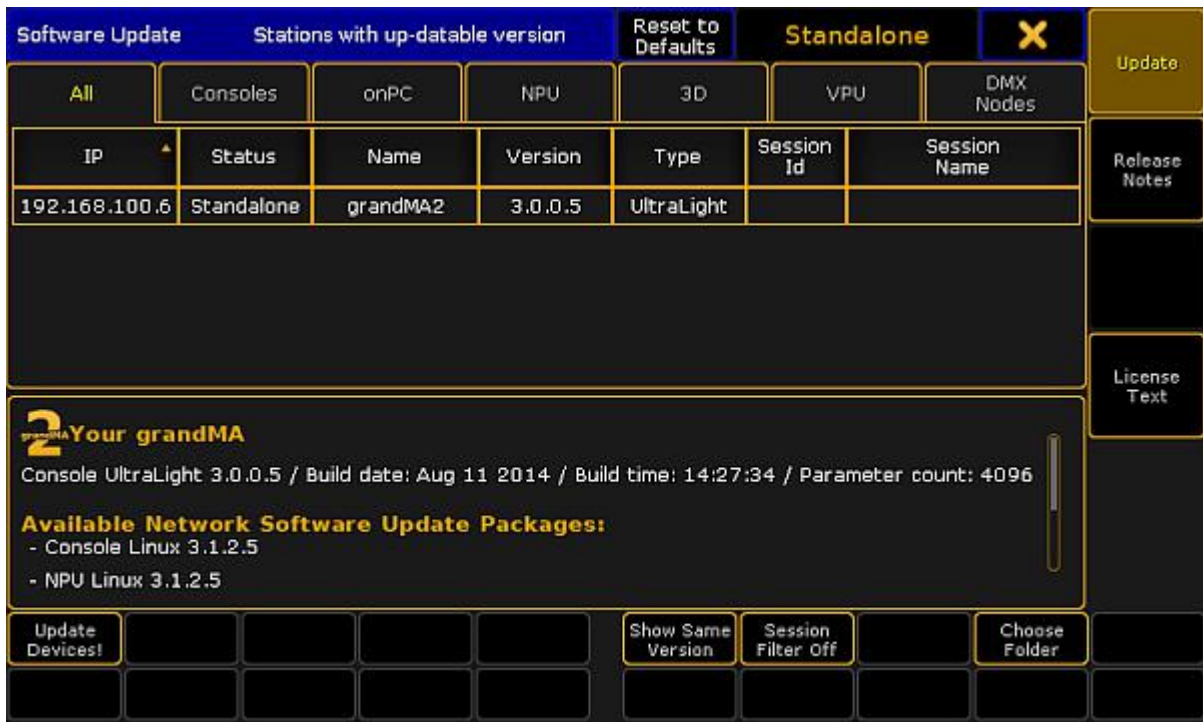 Software Update Stations with up-datable version Reset to Defaults Standalone
Update
All Consoles onPC NPU 3D VPU DMX Nodes
IP Status Name Version Type Session Id Session Name
Release Notes
192.168.100.6 Standalone grandMA2 3.0.0.5 UltraLight
License Text
2 grandMA Your grandMA
Console UltraLight 3.0.0.5 / Build date: Aug 11 2014 / Build time: 14:27:34 / Parameter count: 4096
Available Network Software Update Packages:
- Console Linux 3.1.2.5
- NPU Linux 3.1.2.5
Update Devices! Show Same Version Session Filter Off Choose Folder